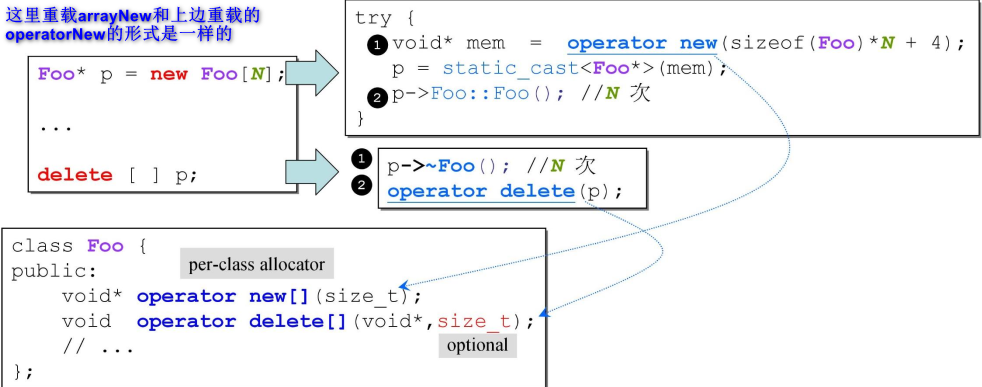 这里重载arrayNew和上边重载的
operatorNew的形式是一样的
Foo* p = new Foo[N];
...
delete [ ] p;
try {
❶void* mem = operator new(sizeof(Foo)*N + 4);
p = static_cast<Foo*>(mem);
❷p->Foo::Foo(); //N 次
}
❶ p->~Foo(); //N 次
❷ operator delete(p);
class Foo {
public:
per-class allocator
void* operator new[](size_t);
void operator delete[](void*,size_t);
// ...
optional
};